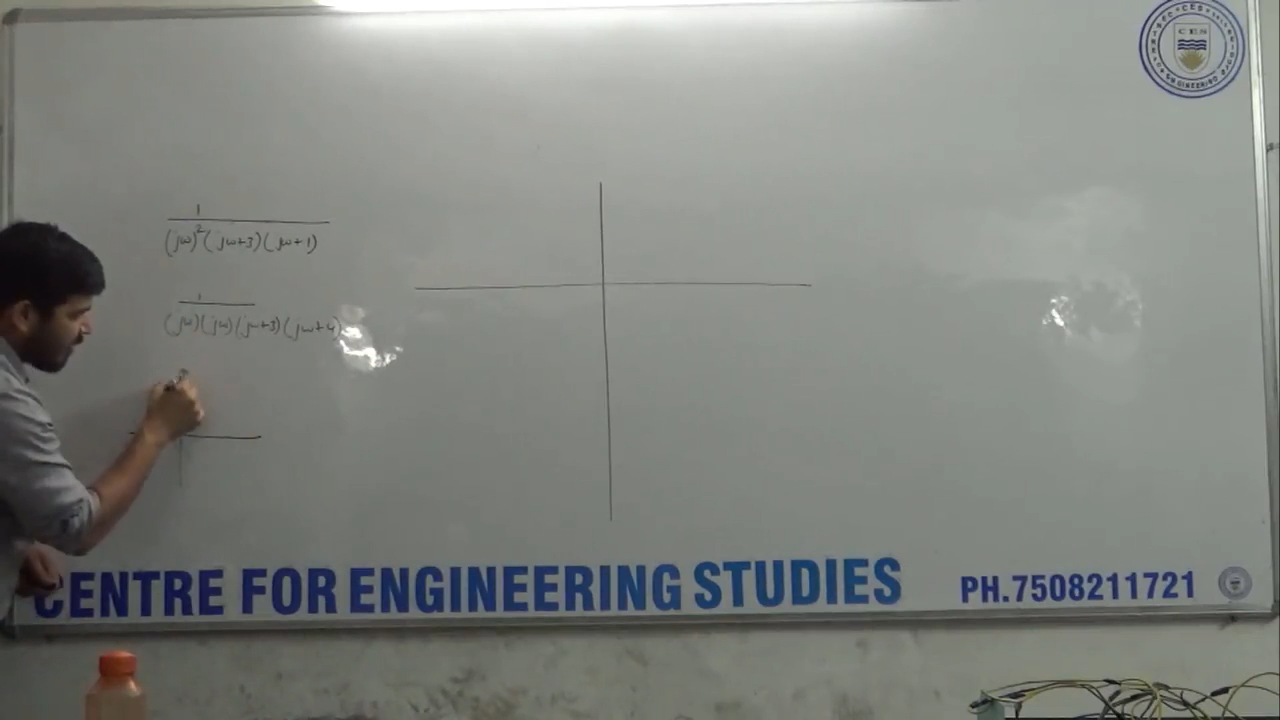 1
(jω)²(jω+3)(jω+1)
1
(jω)(jω)(jω+3)(jω+4)
CES
CENTRE FOR ENGINEERING STUDIES
PH.7508211721